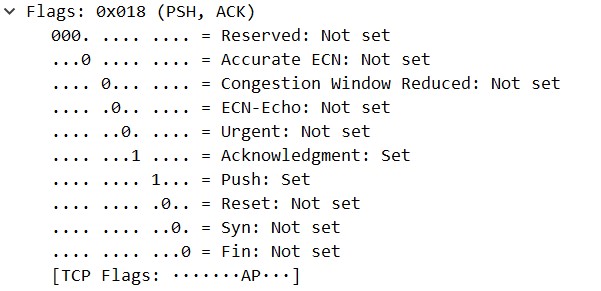 Flags: 0x018 (PSH, ACK)
000. .... .... = Reserved: Not set
...0 .... .... = Accurate ECN: Not set
.... 0... .... = Congestion Window Reduced: Not set
.... .0.. .... = ECN-Echo: Not set
.... ..0. .... = Urgent: Not set
.... ...1 .... = Acknowledgment: Set
.... .... 1... = Push: Set
.... .... .0.. = Reset: Not set
.... .... ..0. = Syn: Not set
.... .... ...0 = Fin: Not set
[TCP Flags: ·······AP···]